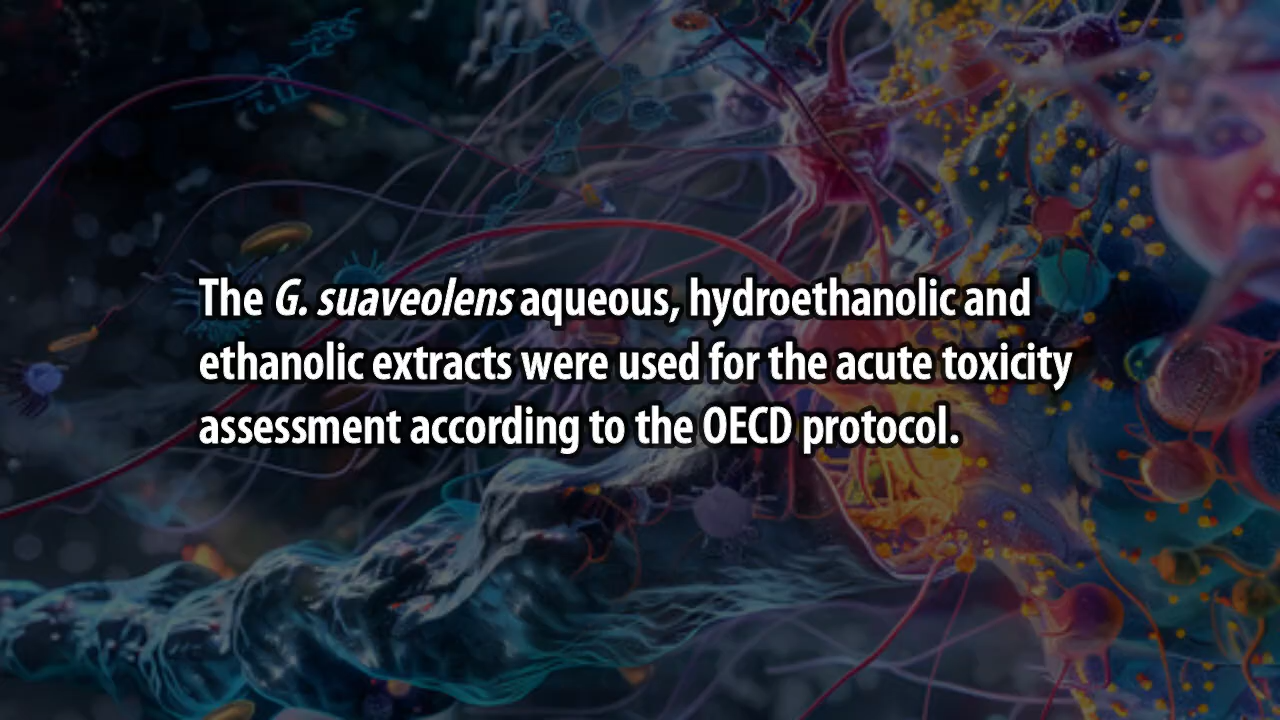 The G. suaveolens aqueous, hydroethanolic and
ethanolic extracts were used for the acute toxicity
assessment according to the OECD protocol.